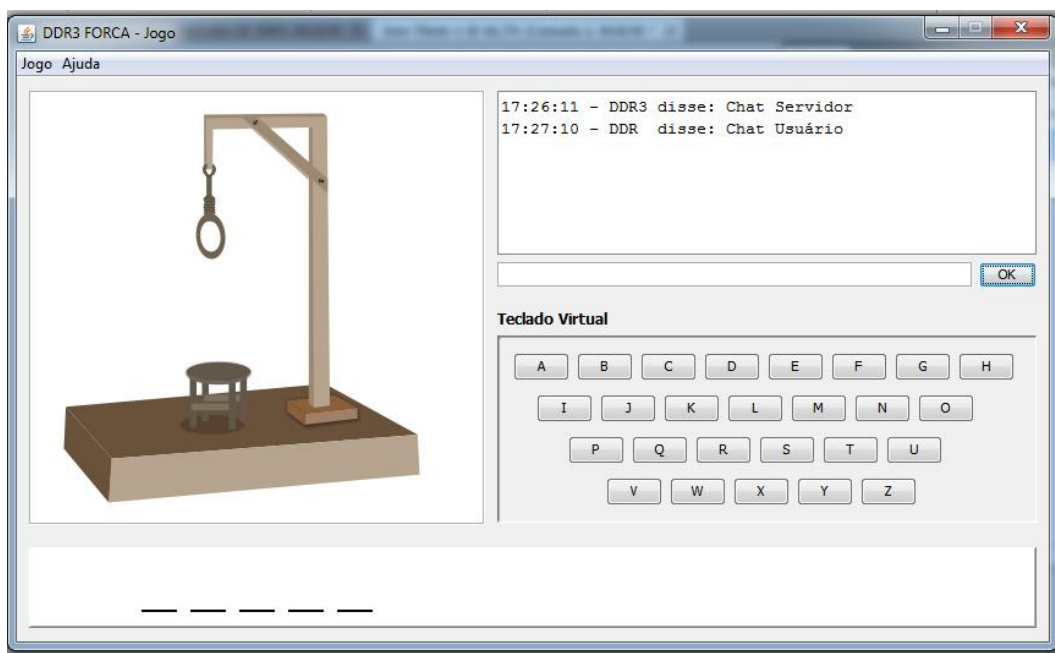 DDR3 FORCA - Jogo
Jogo Ajuda
17:26:11 - DDR3 disse: Chat Servidor
17:27:10 - DDR disse: Chat Usuário
OK
Teclado Virtual
A B C D E F G H
I J K L M N O
P Q R S T U
V W X Y Z